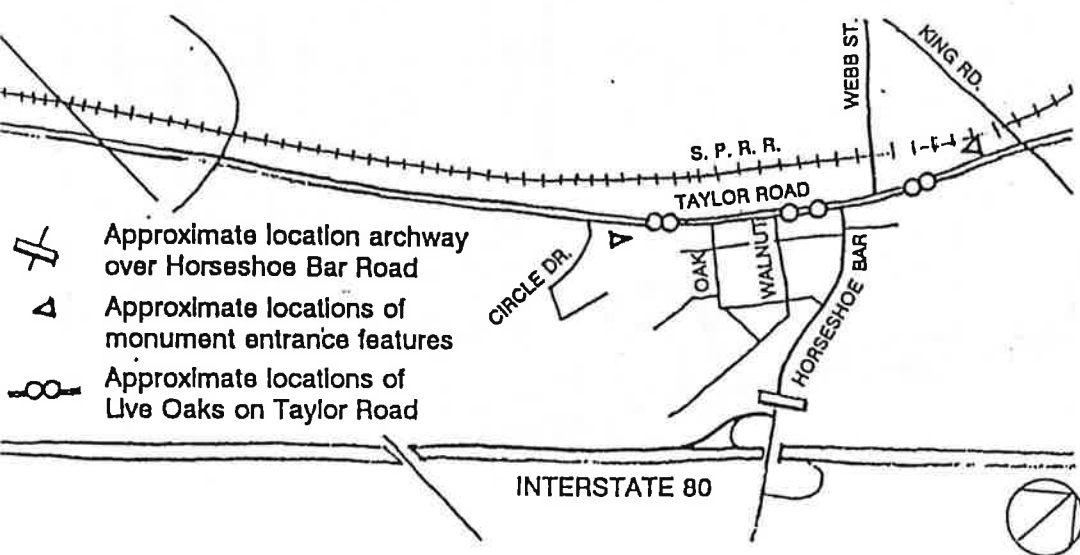 WEBB ST.
KING RD.
S. P. R. R.
TAYLOR ROAD
Approximate location archway
over Horseshoe Bar Road
CIRCLE DR.
OAK
WALNUT
HORSESHOE BAR
Approximate locations of
monument entrance features
Approximate locations of
Live Oaks on Taylor Road
INTERSTATE 80